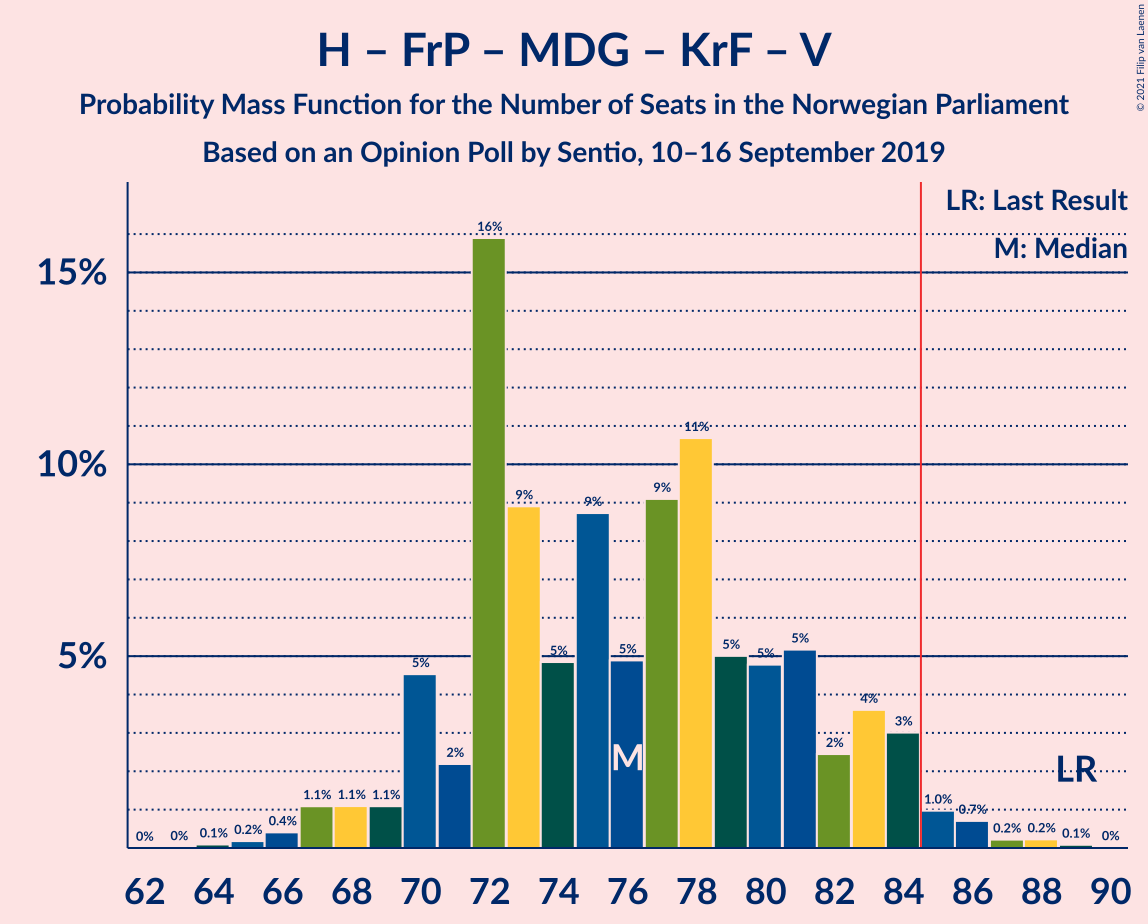 H – FrP – MDG – KrF – V
Probability Mass Function for the Number of Seats in the Norwegian Parliament
Based on an Opinion Poll by Sentio, 10–16 September 2019
© 2021 Filip van Laenen
LR: Last Result
M: Median
15%
10%
5%
0% 0% 0.1% 0.2% 0.4% 1.1% 1.1% 1.1% 5% 2% 16% 9% 5% 9% 5% 9% 11% 5% 5% 5% 2% 4% 3% 1.0% 0.7% 0.2% 0.2% 0.1% 0%
M
LR
62 64 66 68 70 72 74 76 78 80 82 84 86 88 90